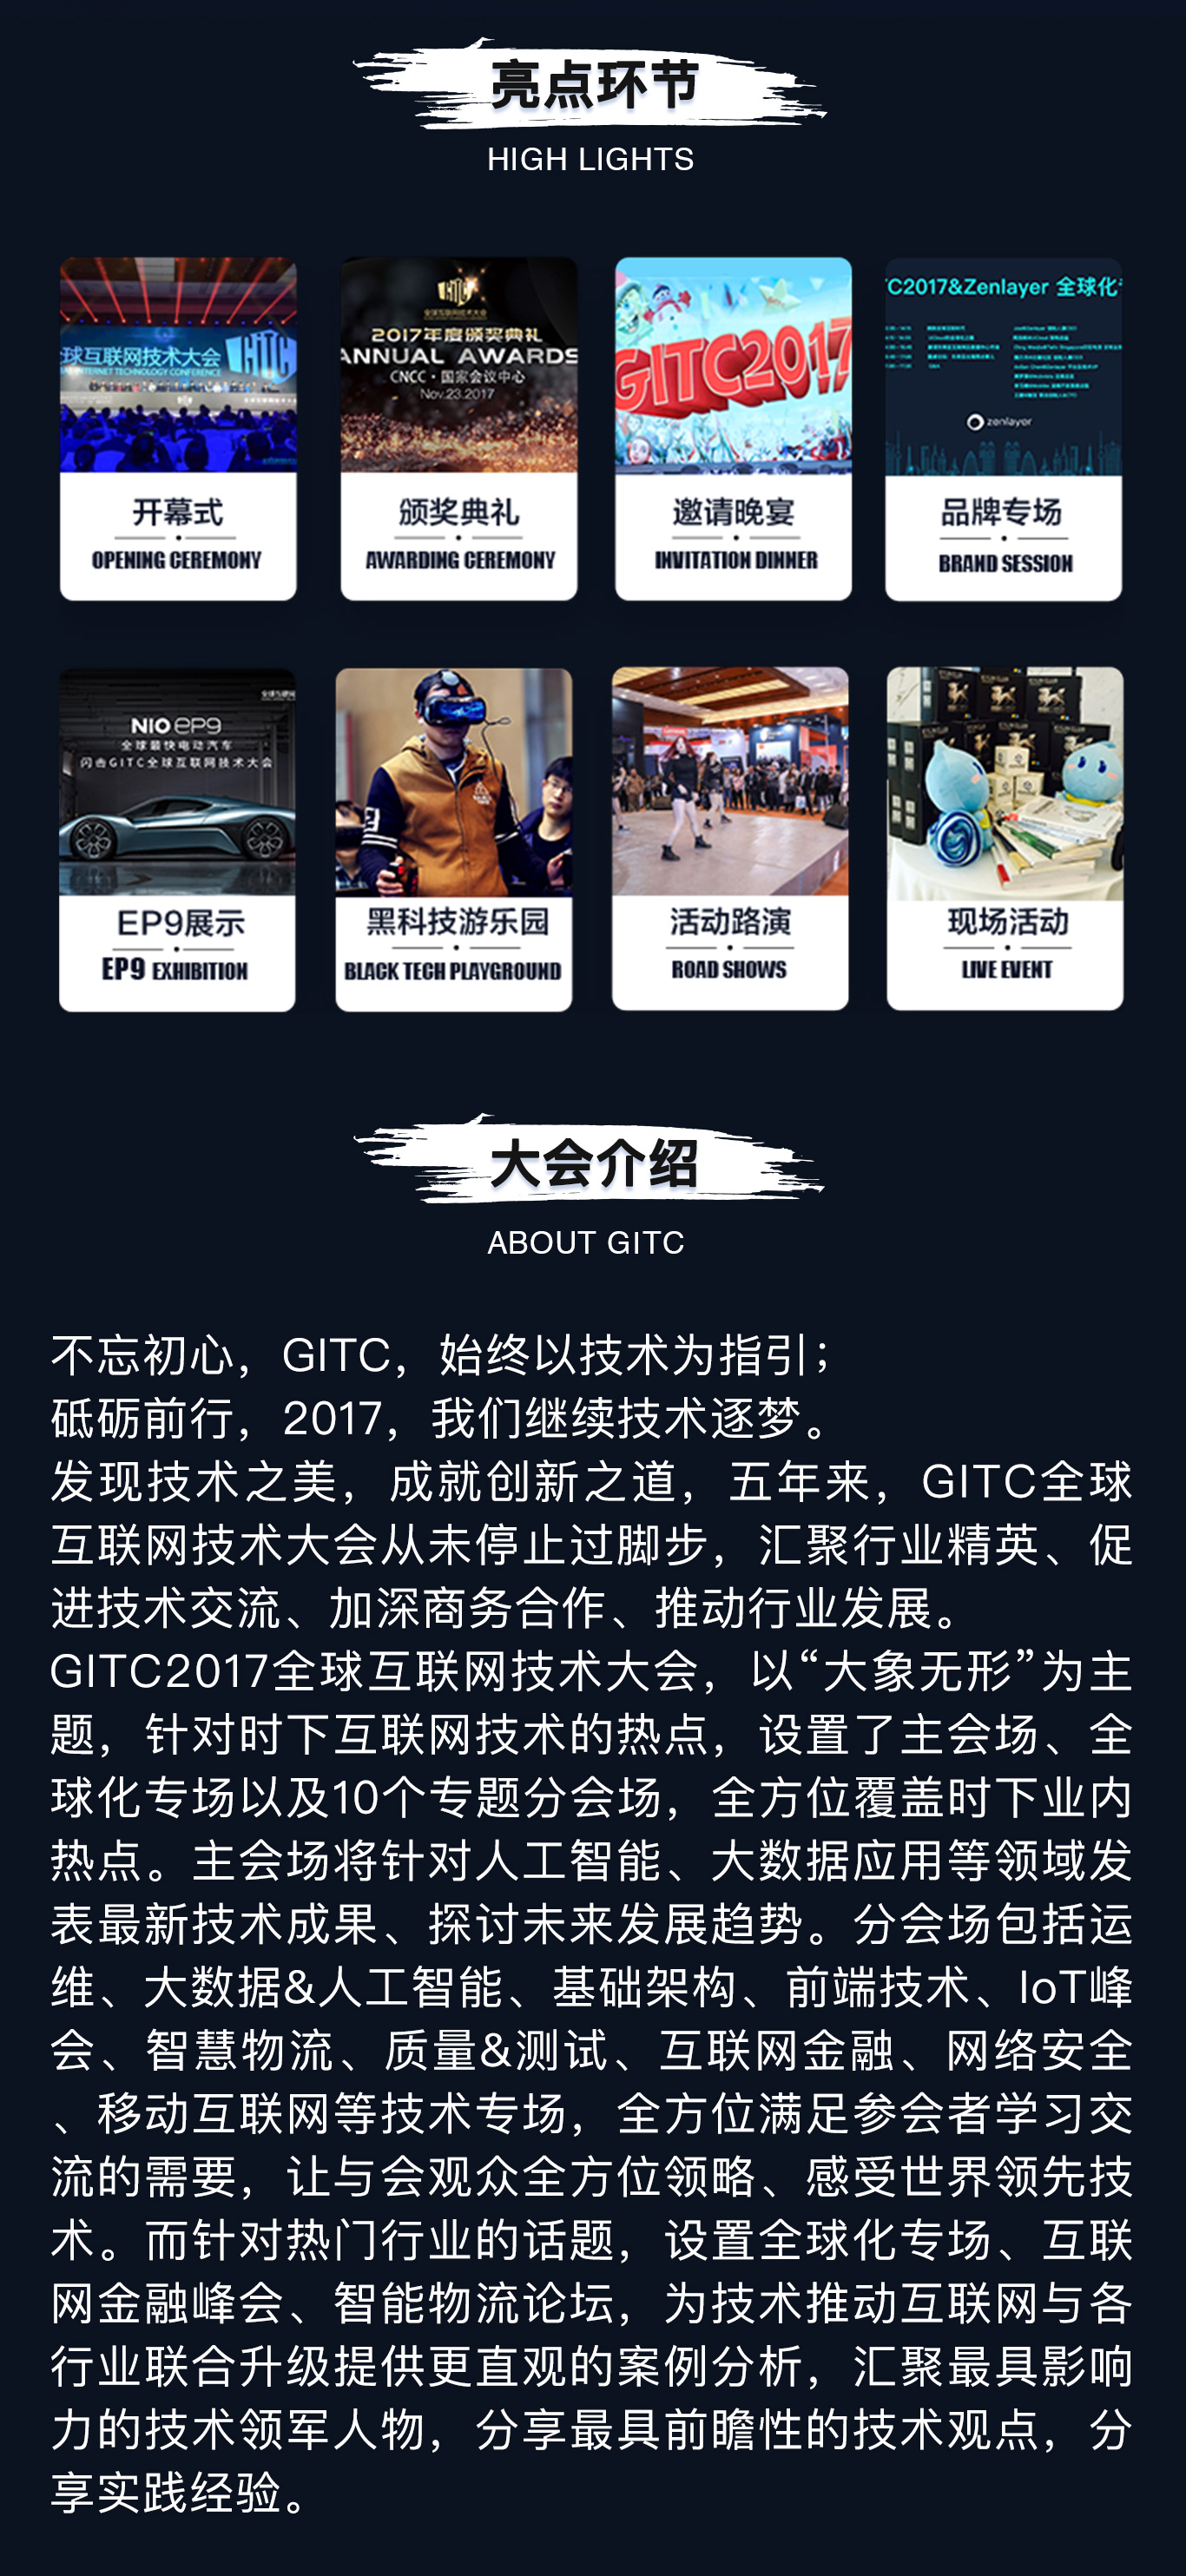 亮点环节
HIGH LIGHTS
球互联网技术大会
INTERNET TECHNOLOGY CONFERENCE
GITC
开幕式
OPENING CEREMONY
GITC
全球互联网技术大会
2017年度颁奖典礼
ANNUAL AWARDS
CNCC·国家会议中心
Nov.23.2017
颁奖典礼
AWARDING CEREMONY
GITC2017
邀请晚宴
INVITATION DINNER
TC2017&Zenlayer 全球化
zenlayer
品牌专场
BRAND SESSION
全球互联网
NIO EP9
全球最快电动汽车
闪击GITC全球互联网技术大会
EP9展示
EP9 EXHIBITION
黑科技游乐园
BLACK TECH PLAYGROUND
活动路演
ROAD SHOWS
现场活动
LIVE EVENT
大会介绍
ABOUT GITC
不忘初心，GITC，始终以技术为指引；
砥砺前行，2017，我们继续技术逐梦。
发现技术之美，成就创新之道，五年来，GITC全球
互联网技术大会从未停止过脚步，汇聚行业精英、促
进技术交流、加深商务合作、推动行业发展。
GITC2017全球互联网技术大会，以“大象无形”为主
题，针对时下互联网技术的热点，设置了主会场、全
球化专场以及10个专题分会场，全方位覆盖时下业内
热点。主会场将针对人工智能、大数据应用等领域发
表最新技术成果、探讨未来发展趋势。分会场包括运
维、大数据&人工智能、基础架构、前端技术、IoT峰
会、智慧物流、质量&测试、互联网金融、网络安全
、移动互联网等技术专场，全方位满足参会者学习交
流的需要，让与会观众全方位领略、感受世界领先技
术。而针对热门行业的话题，设置全球化专场、互联
网金融峰会、智能物流论坛，为技术推动互联网与各
行业联合升级提供更直观的案例分析，汇聚最具影响
力的技术领军人物，分享最具前瞻性的技术观点，分
享实践经验。